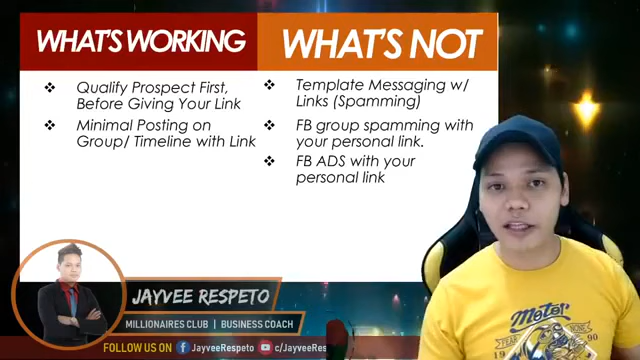 WHAT'S WORKING
WHAT'S NOT
❖ Qualify Prospect First,
Before Giving Your Link
❖ Minimal Posting on
Group/ Timeline with Link
❖ Template Messaging w/
Links (Spamming)
❖ FB group spamming with
your personal link.
❖ FB ADS with your
personal link
JAYVEE RESPETO
MILLIONAIRES CLUB | BUSINESS COACH
FOLLOW US ON JayveeRespeto c/JayveeRes
Meter